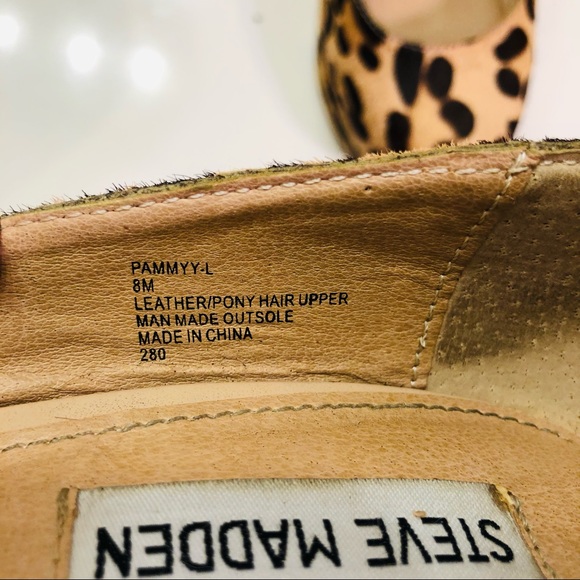 PAMMYY-L
8M
LEATHER/PONY HAIR UPPER
MAN MADE OUTSOLE
MADE IN CHINA
280
STEVE MADDEN